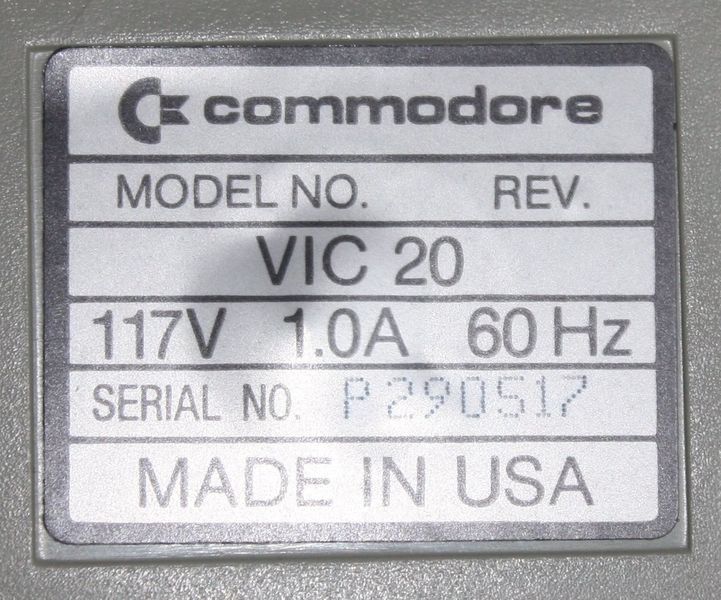 commodore
MODEL NO. REV.
VIC 20
117V 1.0A 60 Hz
SERIAL NO. P290517
MADE IN USA